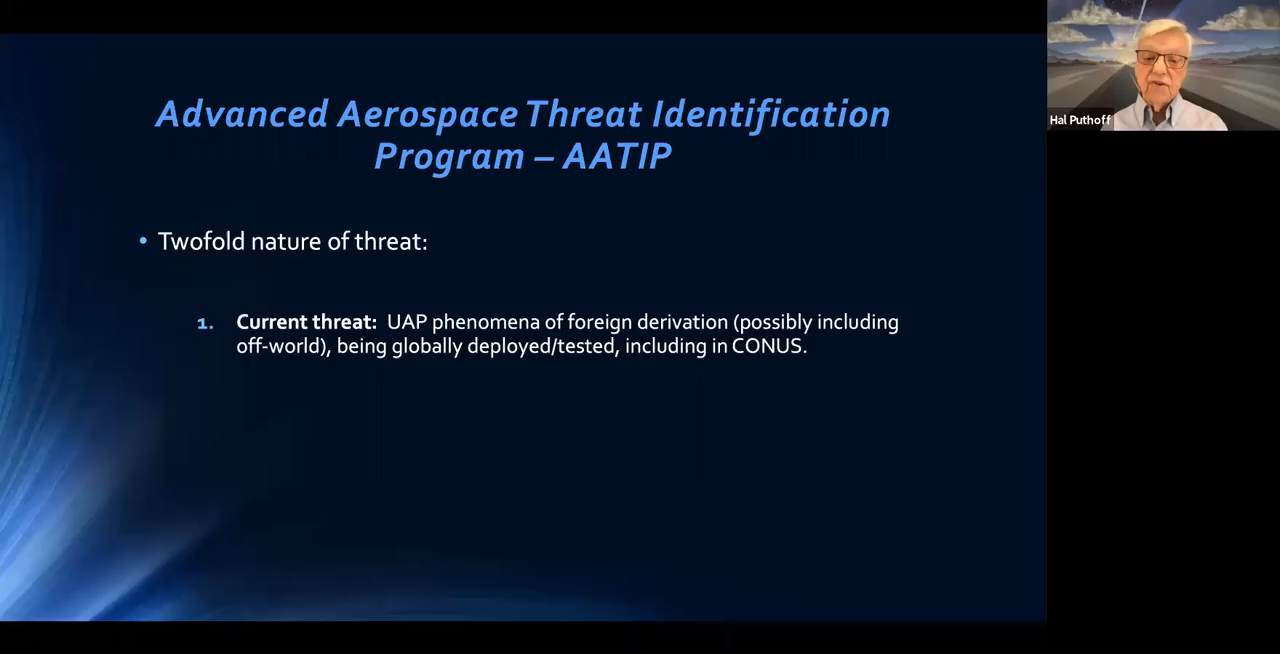 Advanced Aerospace Threat Identification
Program – AATIP
• Twofold nature of threat:
1. Current threat: UAP phenomena of foreign derivation (possibly including
off-world), being globally deployed/tested, including in CONUS.
Hal Puthoff